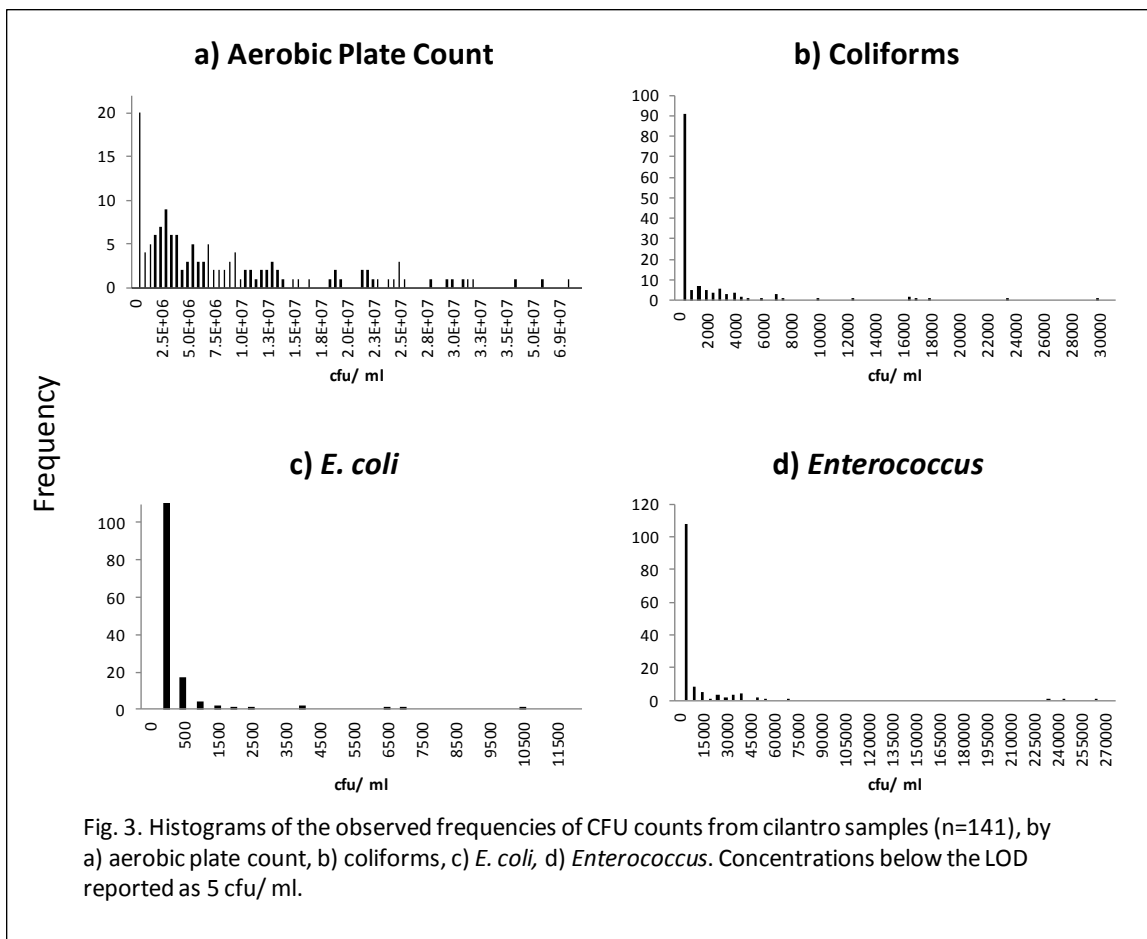 a) Aerobic Plate Count
20
15
10
5
0
0
2.5E+06
5.0E+06
7.5E+06
1.0E+07
1.3E+07
1.5E+07
1.8E+07
2.0E+07
2.3E+07
2.5E+07
2.8E+07
3.0E+07
3.3E+07
3.5E+07
5.0E+07
6.9E+07
cfu/ ml
b) Coliforms
100
90
80
70
60
50
40
30
20
10
0
0
2000
4000
6000
8000
10000
12000
14000
16000
18000
20000
22000
24000
26000
28000
30000
cfu/ ml
Frequency
c) E. coli
100
80
60
40
20
0
0
500
1500
2500
3500
4500
5500
6500
7500
8500
9500
10500
11500
cfu/ ml
d) Enterococcus
120
100
80
60
40
20
0
0
15000
30000
45000
60000
75000
90000
105000
120000
135000
150000
165000
180000
195000
210000
225000
240000
255000
270000
cfu/ ml
Fig. 3. Histograms of the observed frequencies of CFU counts from cilantro samples (n=141), by
a) aerobic plate count, b) coliforms, c) E. coli, d) Enterococcus. Concentrations below the LOD
reported as 5 cfu/ ml.